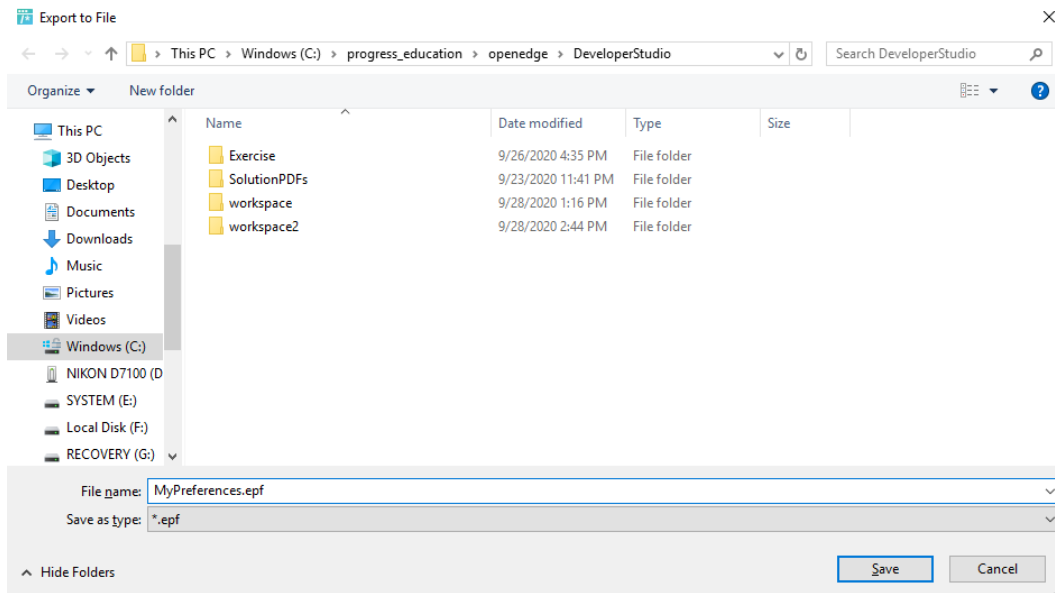 Export to File
This PC > Windows (C:) > progress_education > openedge > DeveloperStudio
Search DeveloperStudio
Organize
New folder
This PC
3D Objects
Desktop
Documents
Downloads
Music
Pictures
Videos
Windows (C:)
NIKON D7100 (D
SYSTEM (E:)
Local Disk (F:)
RECOVERY (G:)
Name Date modified Type Size
Exercise 9/26/2020 4:35 PM File folder
SolutionPDFs 9/23/2020 11:41 PM File folder
workspace 9/28/2020 1:16 PM File folder
workspace2 9/28/2020 2:44 PM File folder
File name: MyPreferences.epf
Save as type: *.epf
Hide Folders
Save
Cancel